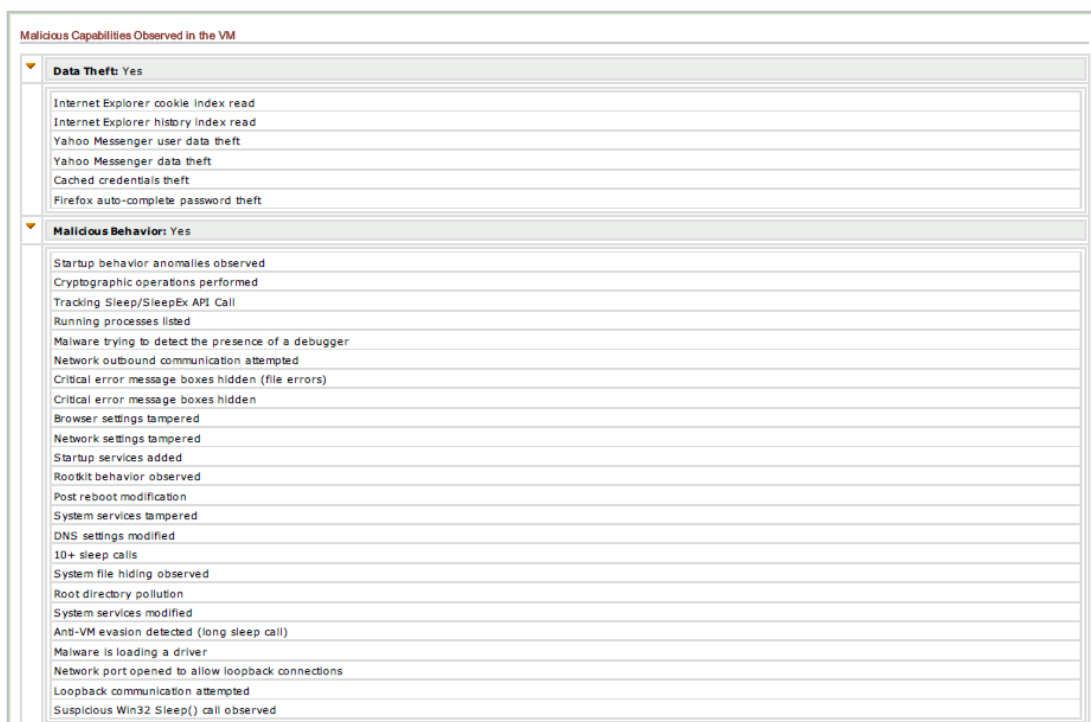 Malicious Capabilities Observed in the VM
Data Theft: Yes
Internet Explorer cookie index read
Internet Explorer history index read
Yahoo Messenger user data theft
Yahoo Messenger data theft
Cached credentials theft
Firefox auto-complete password theft
Malicious Behavior: Yes
Startup behavior anomalies observed
Cryptographic operations performed
Tracking Sleep/SleepEx API Call
Running processes listed
Malware trying to detect the presence of a debugger
Network outbound communication attempted
Critical error message boxes hidden (file errors)
Critical error message boxes hidden
Browser settings tampered
Network settings tampered
Startup services added
Rootkit behavior observed
Post reboot modification
System services tampered
DNS settings modified
10+ sleep calls
System file hiding observed
Root directory pollution
System services modified
Anti-VM evasion detected (long sleep call)
Malware is loading a driver
Network port opened to allow loopback connections
Loopback communication attempted
Suspicious Win32 Sleep() call observed